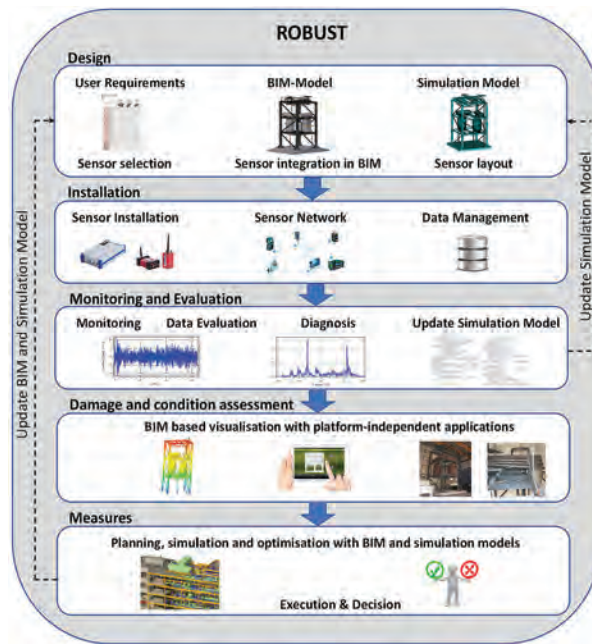 ROBUST
Design
User Requirements BIM-Model Simulation Model
Sensor selection Sensor integration in BIM Sensor layout
Installation
Sensor Installation Sensor Network Data Management
Monitoring and Evaluation
Monitoring Data Evaluation Diagnosis Update Simulation Model
Damage and condition assessment
BIM based visualisation with platform-independent applications
Measures
Planning, simulation and optimisation with BIM and simulation models
Execution & Decision
Update BIM and Simulation Model
Update Simulation Model